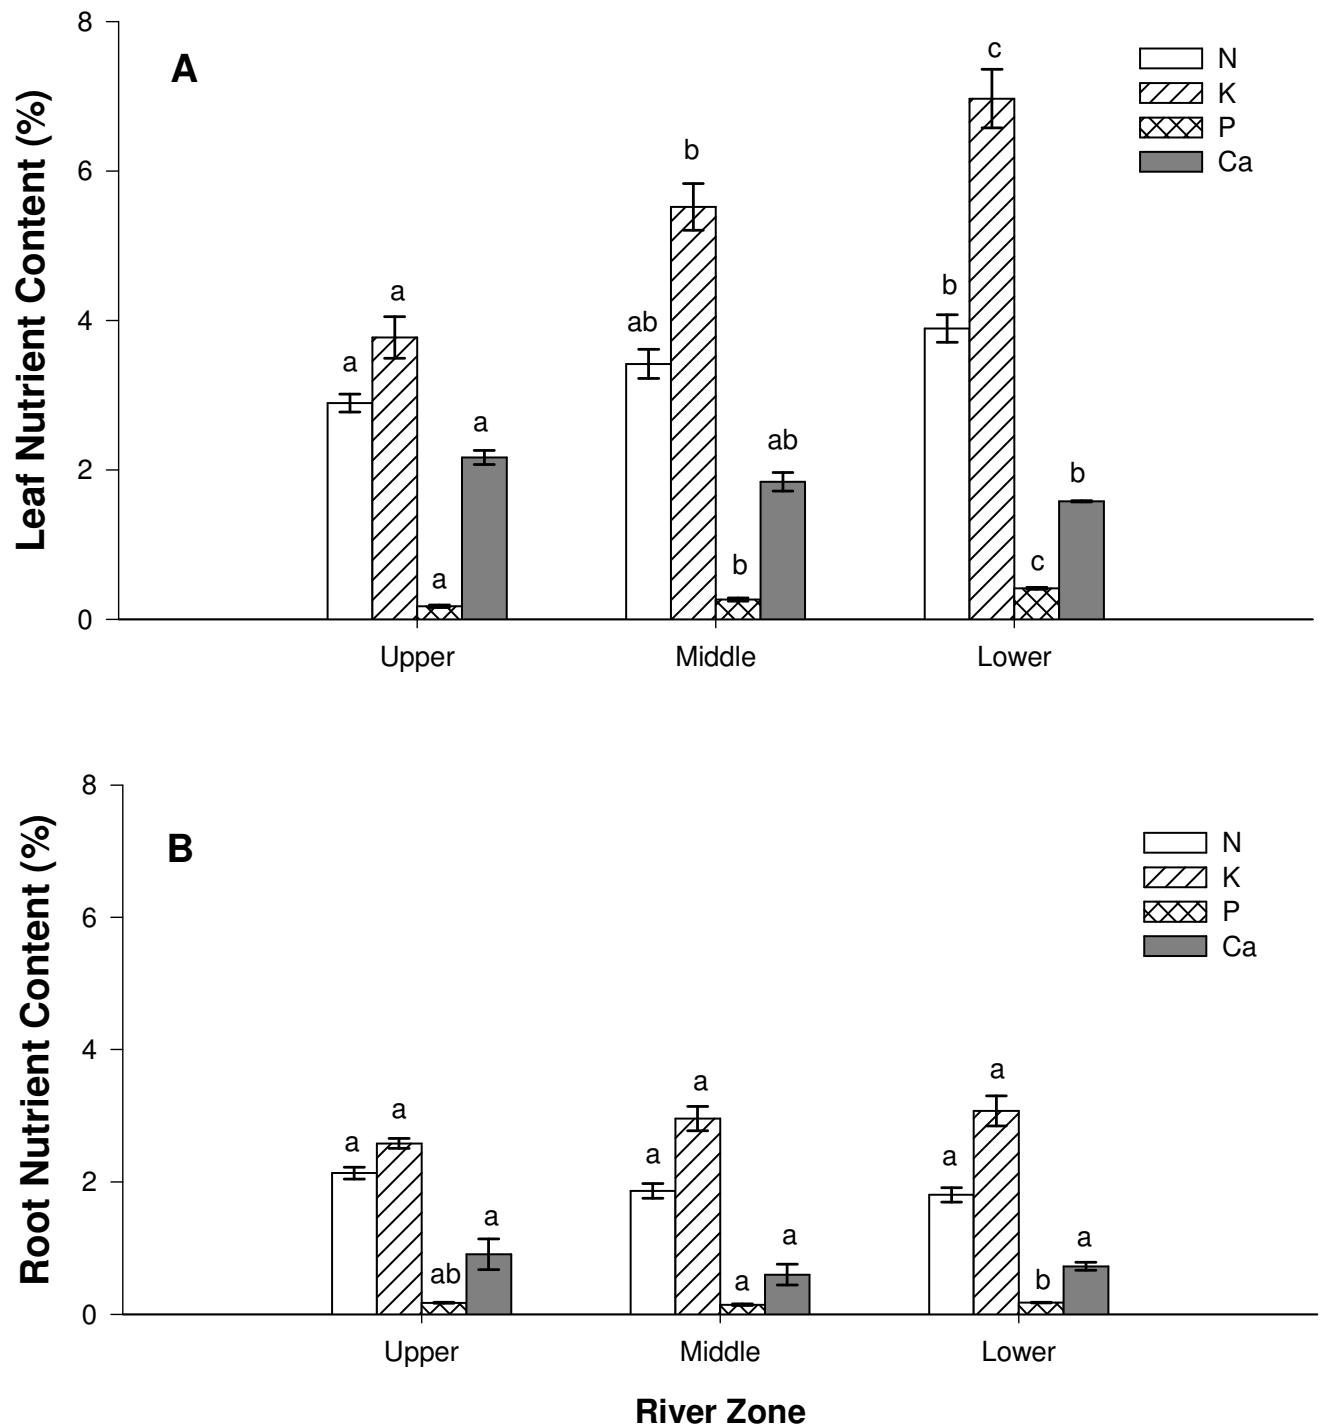 8
A
N
K
P
Ca
6
4
2
0
Leaf Nutrient Content (%)
a
a
a
a
ab
b
b
ab
b
c
c
b
Upper
Middle
Lower
8
B
N
K
P
Ca
6
4
2
0
Root Nutrient Content (%)
a
a
ab
a
a
a
a
a
a
a
b
a
Upper
Middle
Lower
River Zone